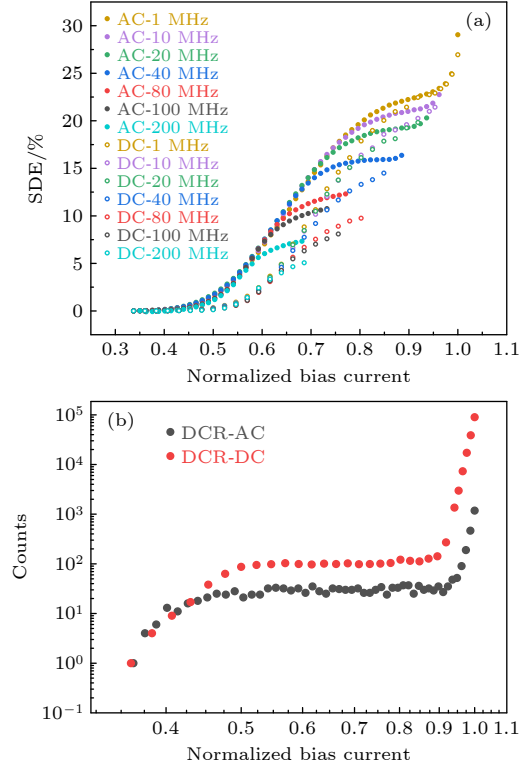 (a)
30
25
20
15
10
5
0
SDE/%
AC-1 MHz
AC-10 MHz
AC-20 MHz
AC-40 MHz
AC-80 MHz
AC-100 MHz
AC-200 MHz
DC-1 MHz
DC-10 MHz
DC-20 MHz
DC-40 MHz
DC-80 MHz
DC-100 MHz
DC-200 MHz
0.3 0.4 0.5 0.6 0.7 0.8 0.9 1.0 1.1
Normalized bias current
(b)
DCR-AC
DCR-DC
10⁵
10⁴
10³
10²
10¹
10⁰
10⁻¹
Counts
0.4 0.5 0.6 0.7 0.8 0.9 1.0 1.1
Normalized bias current